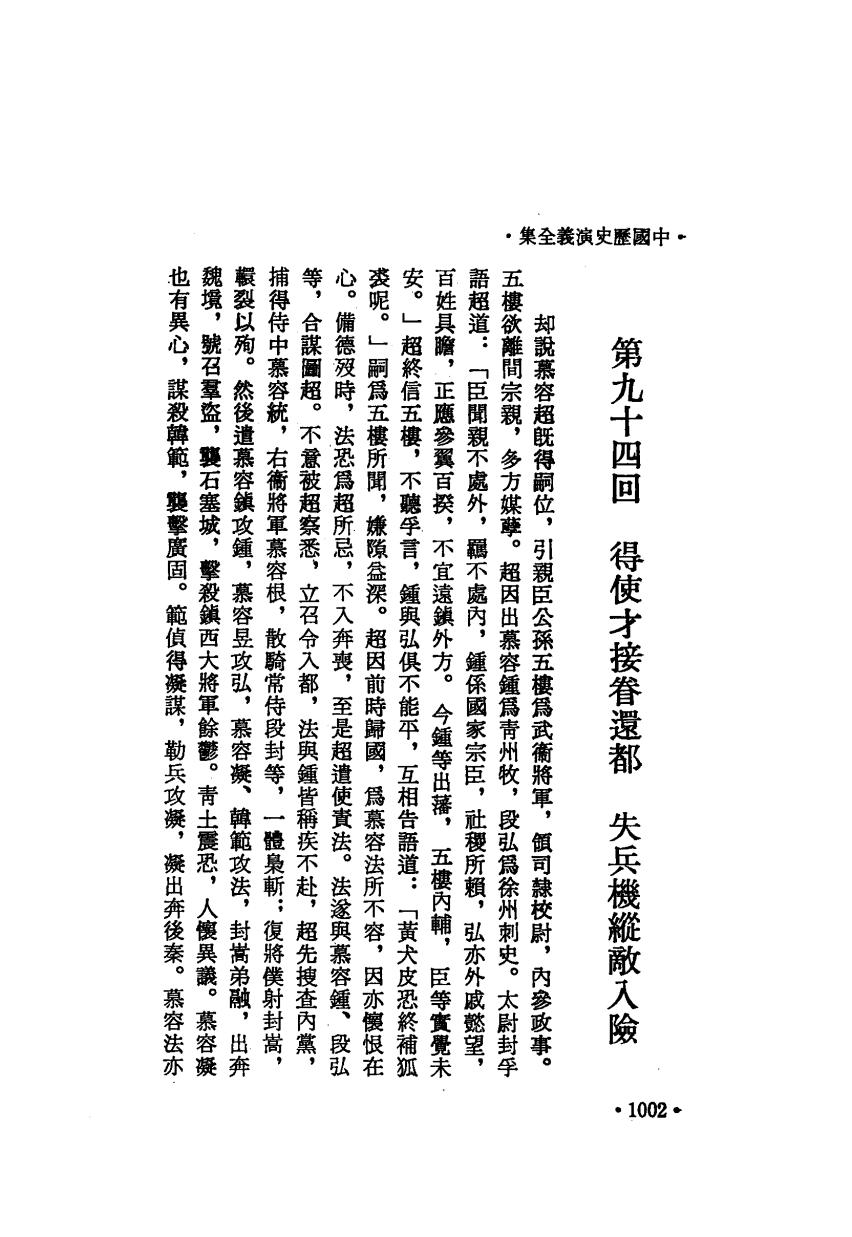 ·中國歷史演義全集·
第九十四回　得使才接眷還都　失兵機縱敵入險
却說慕容超旣得嗣位，引親臣公孫五樓爲武衞將軍，領司隸校尉，內參政事。
五樓欲離間宗親，多方媒孽。超因出慕容鍾爲靑州牧，段弘爲徐州刺史。太尉封孚
語超道：「臣聞親不處外，羈不處內，鍾係國家宗臣，社稷所賴，弘亦外戚懿望，
百姓具瞻，正應參翼百揆，不宜遠鎮外方。今鍾等出藩，五樓內輔，臣等實覺未
安。」超終信五樓，不聽孚言，鍾與弘俱不能平，互相告語道：「黃犬皮恐終補狐
裘呢。」嗣爲五樓所聞，嫌隙益深。超因前時歸國，爲慕容法所不容，因亦懷恨在
心。備德歿時，法恐爲超所忌，不入奔喪，至是超遣使責法。法遂與慕容鍾、段弘
等，合謀圖超。不意被超察悉，立召令入都，法與鍾皆稱疾不赴，超先搜查內黨，
捕得侍中慕容統，右衞將軍慕容根，散騎常侍段封等，一體梟斬；復將僕射封嵩，
轘裂以殉。然後遣慕容鎮攻鍾，慕容昱攻弘，慕容凝、韓範攻法，封嵩弟融，出奔
魏境，號召羣盜，襲石塞城，擊殺鎮西大將軍餘鬱。靑土震恐，人懷異議。慕容凝
也有異心，謀殺韓範，襲擊廣固。範偵得凝謀，勒兵攻凝，凝出奔後秦。慕容法亦
·1002·